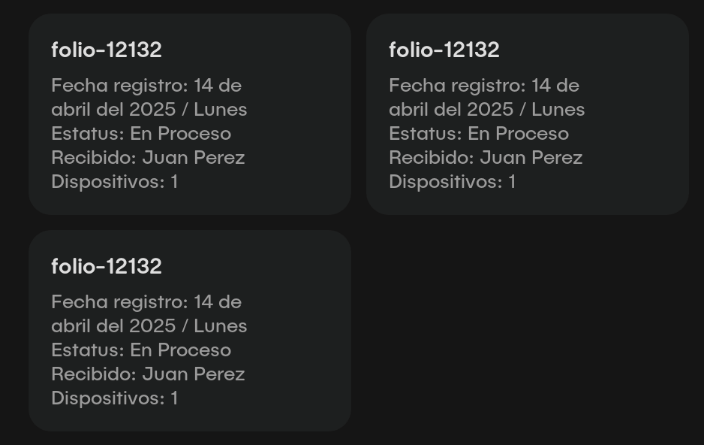 folio-12132
Fecha registro: 14 de
abril del 2025 / Lunes
Estatus: En Proceso
Recibido: Juan Perez
Dispositivos: 1
folio-12132
Fecha registro: 14 de
abril del 2025 / Lunes
Estatus: En Proceso
Recibido: Juan Perez
Dispositivos: 1
folio-12132
Fecha registro: 14 de
abril del 2025 / Lunes
Estatus: En Proceso
Recibido: Juan Perez
Dispositivos: 1